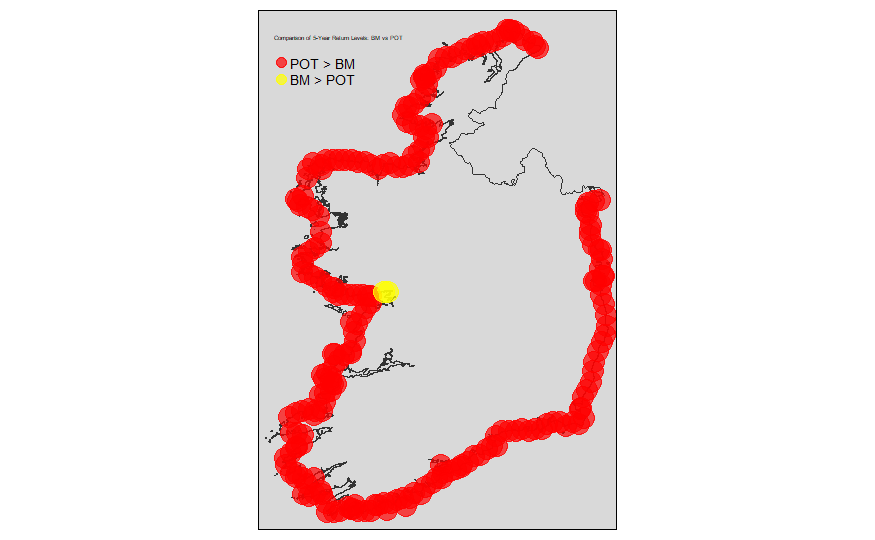 Comparison of 5-Year Return Levels: BM vs POT
POT > BM
BM > POT